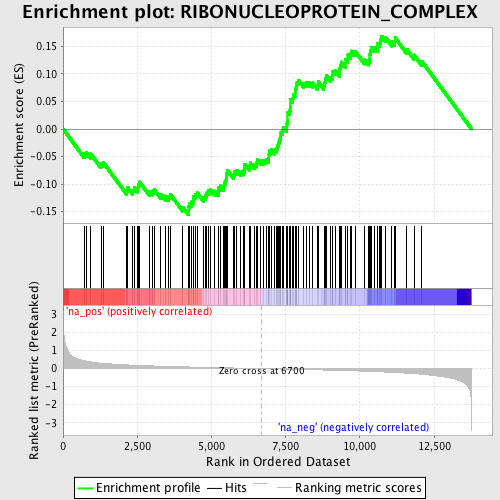 Enrichment plot: RIBONUCLEOPROTEIN_COMPLEX
Enrichment score (ES)
0.15
0.10
0.05
0.00
-0.05
-0.10
-0.15
'na_pos' (positively correlated)
Ranked list metric (PreRanked)
3
2
1
0
-1
-2
-3
Zero cross at 6700
'na_neg' (negatively correlated)
0
2,500
5,000
7,500
10,000
12,500
Rank in Ordered Dataset
Enrichment profile
Hits
Ranking metric scores